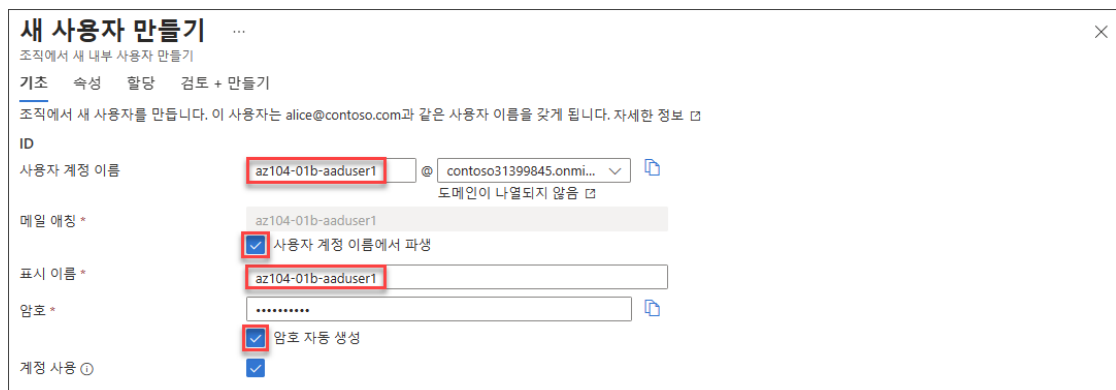 새 사용자 만들기 ...
조직에서 새 내부 사용자 만들기
기초 속성 할당 검토 + 만들기
조직에서 새 사용자를 만듭니다. 이 사용자는 alice@contoso.com과 같은 사용자 이름을 갖게 됩니다. 자세한 정보
ID
사용자 계정 이름 az104-01b-aaduser1 @ contoso31399845.onmi...
도메인이 나열되지 않음
메일 애칭 * az104-01b-aaduser1
사용자 계정 이름에서 파생
표시 이름 * az104-01b-aaduser1
암호 * ••••••••••
암호 자동 생성
계정 사용